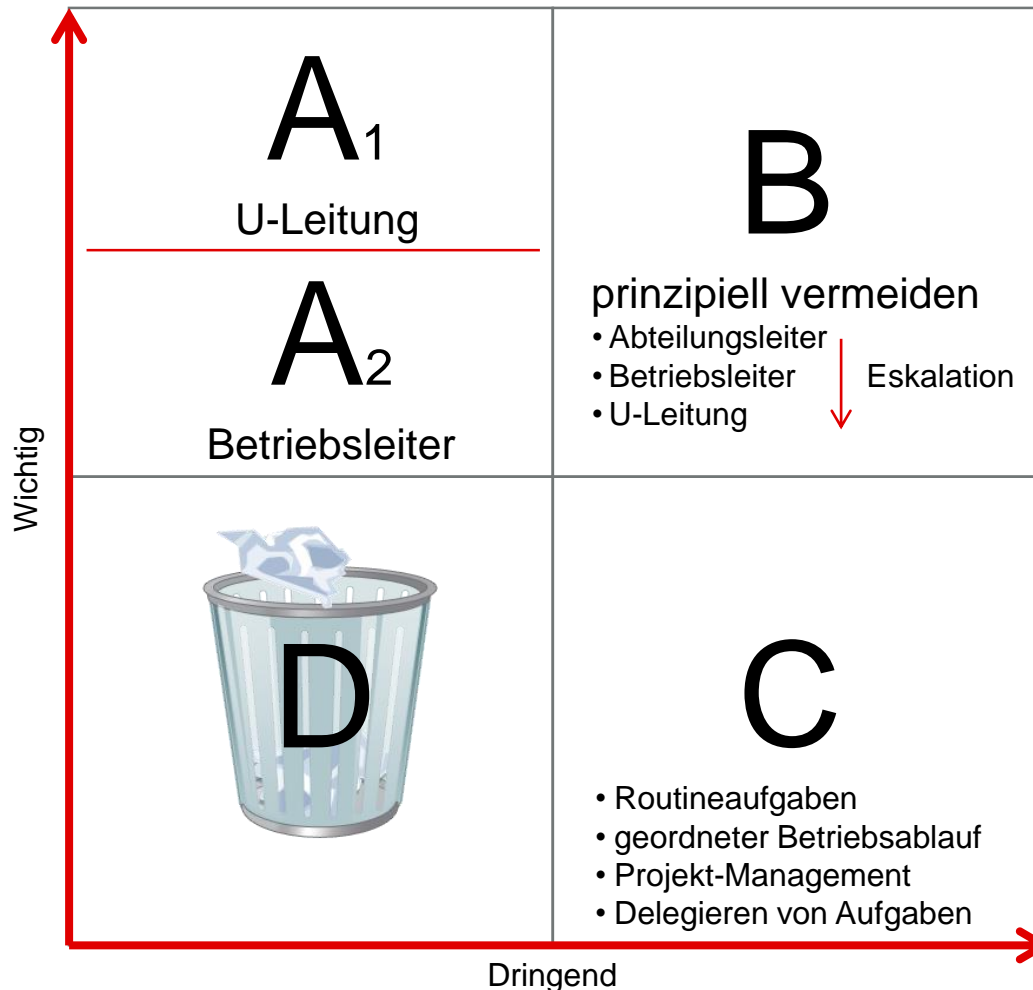 A1
U-Leitung
A2
Betriebsleiter
B
prinzipiell vermeiden
• Abteilungsleiter
• Betriebsleiter
• U-Leitung
Eskalation
Wichtig
D
C
• Routineaufgaben
• geordneter Betriebsablauf
• Projekt-Management
• Delegieren von Aufgaben
Dringend